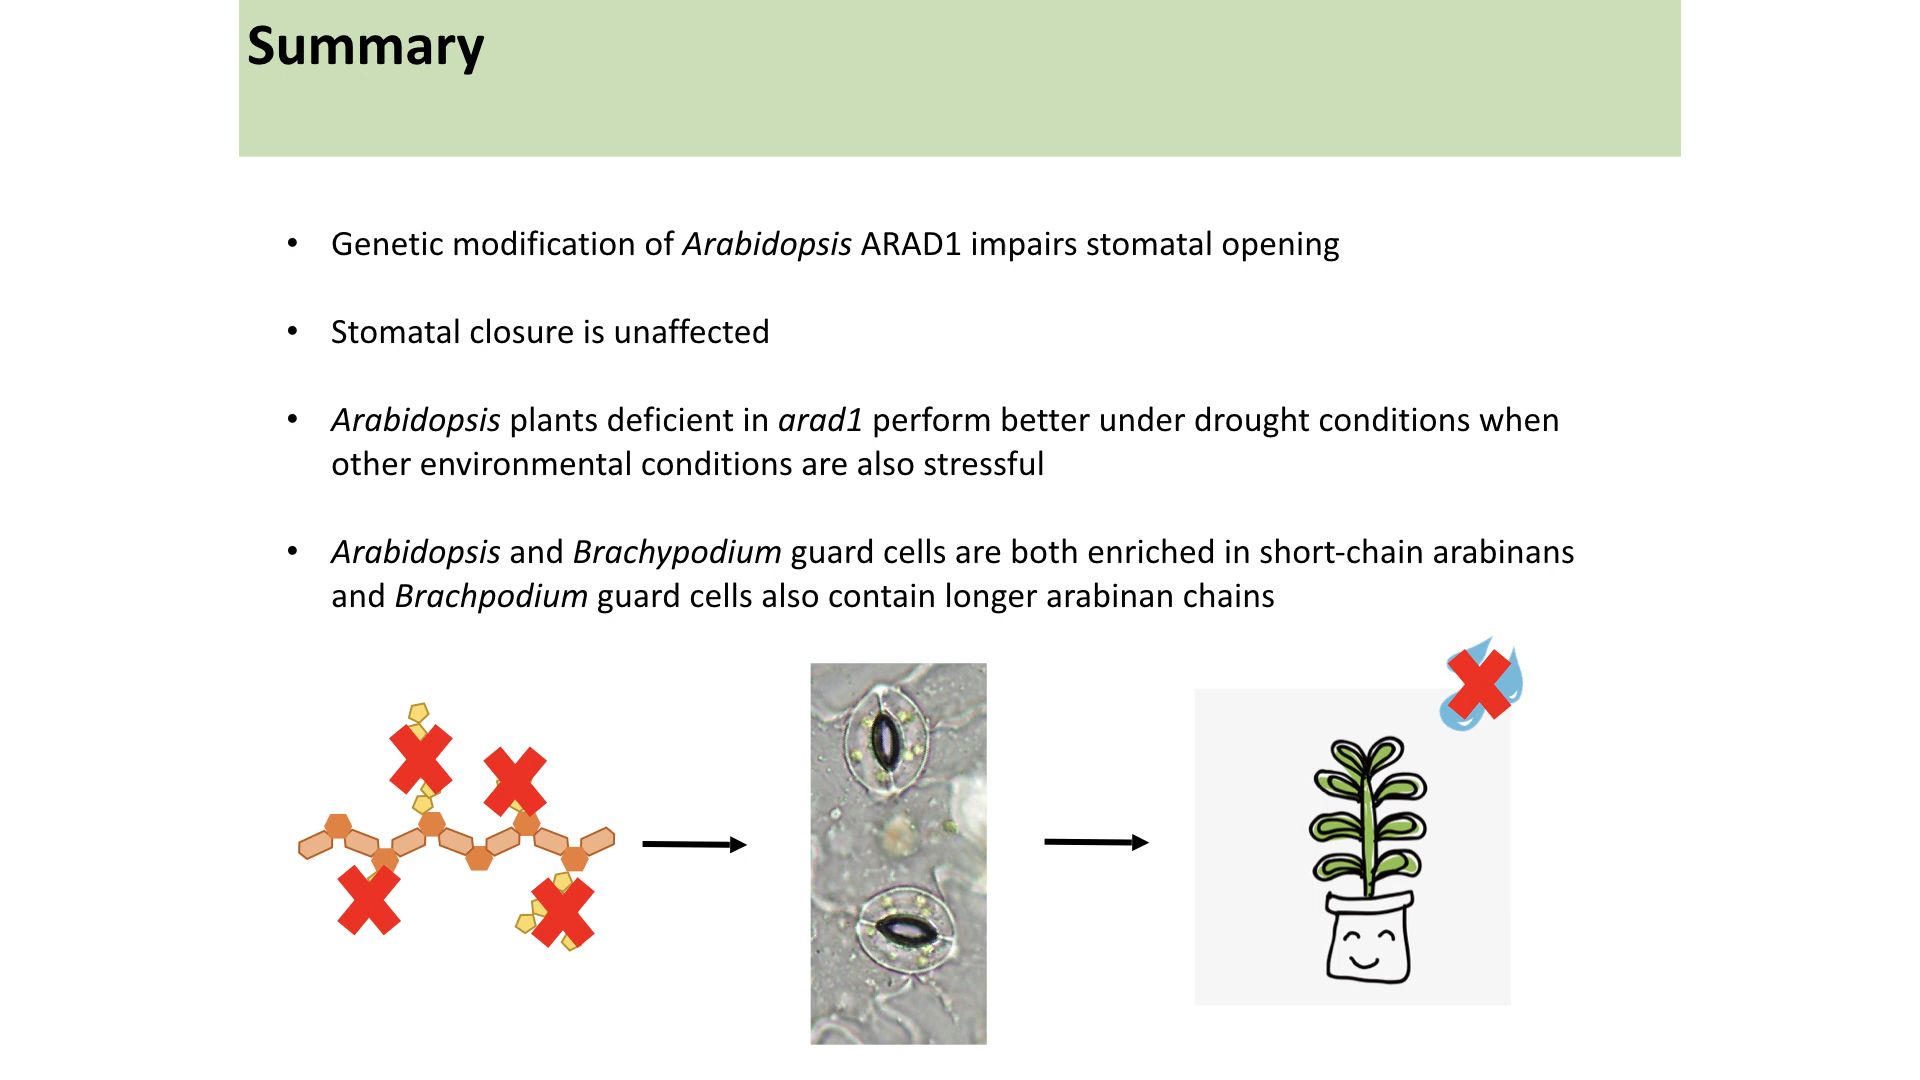 Summary
• Genetic modification of Arabidopsis ARAD1 impairs stomatal opening
• Stomatal closure is unaffected
• Arabidopsis plants deficient in arad1 perform better under drought conditions when
other environmental conditions are also stressful
• Arabidopsis and Brachypodium guard cells are both enriched in short-chain arabinans
and Brachpodium guard cells also contain longer arabinan chains